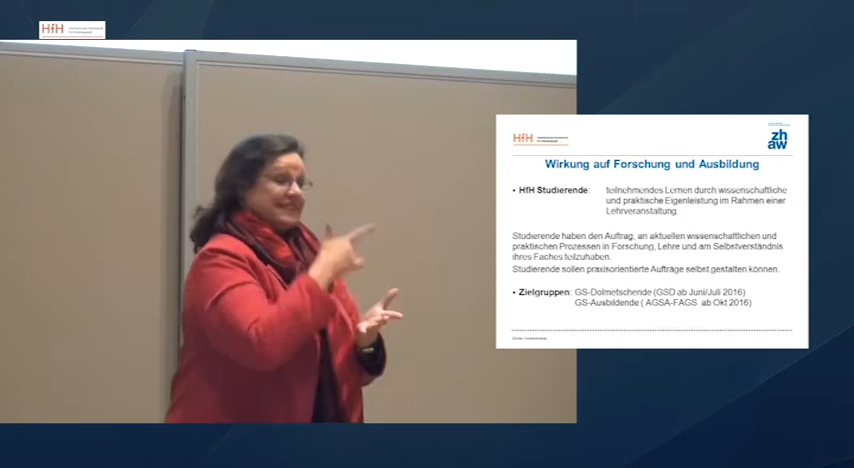 HfH
HfH
zh
aw
Wirkung auf Forschung und Ausbildung
• HfH Studierende: teilnehmendes Lernen durch wissenschaftliche
und praktische Eigenleistung im Rahmen einer
Lehrveranstaltung.
Studierende haben den Auftrag, an aktuellen wissenschaftlichen und
praktischen Prozessen in Forschung, Lehre und am Selbstverständnis
ihres Faches teilzuhaben.
Studierende sollen praxisorientierte Aufträge selbst gestalten können.
• Zielgruppen: GS-Dolmetschende (GSD ab Juni/Juli 2016)
GS-Ausbildende ( AGSA-FAGS ab Okt 2016)